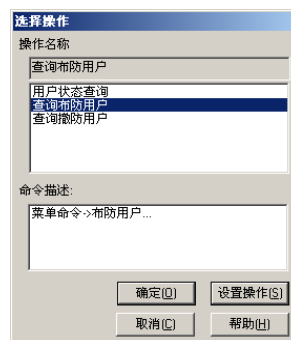 选择操作
操作名称
查询布防用户
用户状态查询
查询布防用户
查询撤防用户
命令描述:
菜单命令->布防用户...
确定(O) 设置操作(S)
取消(C) 帮助(H)